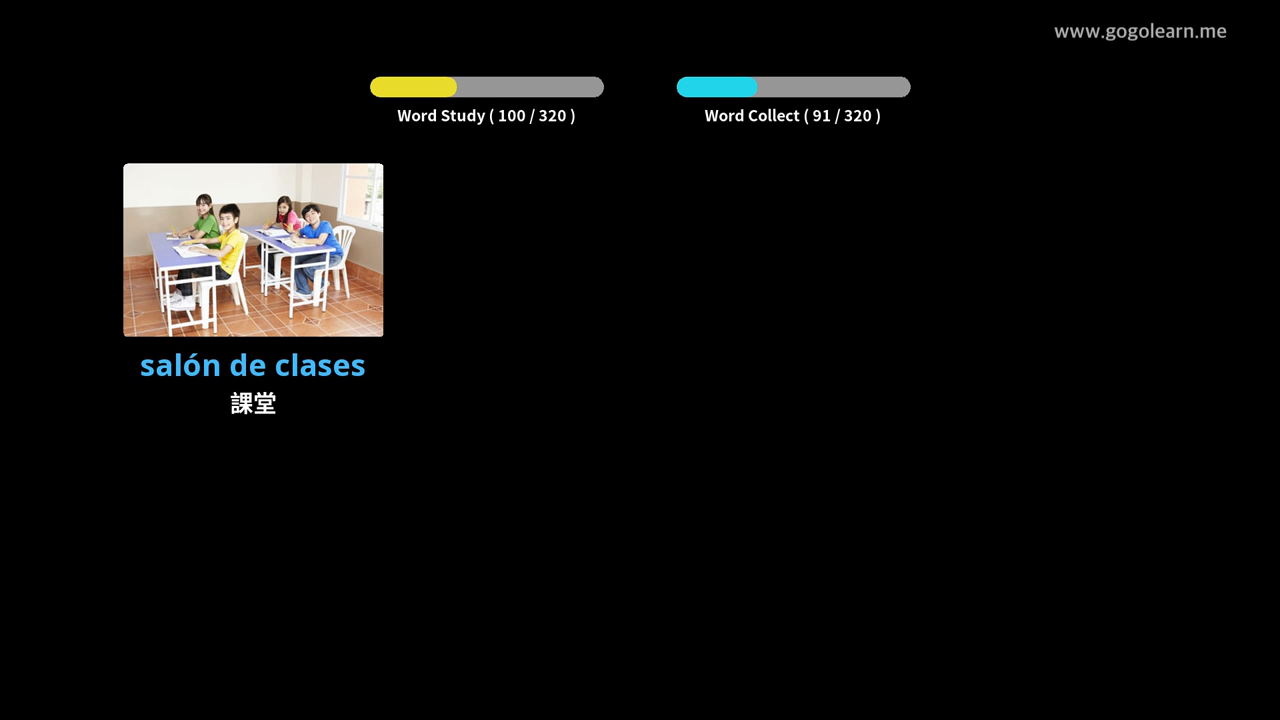 www.gogolearn.me
Word Study ( 100 / 320 )
Word Collect ( 91 / 320 )
salón de clases
課堂